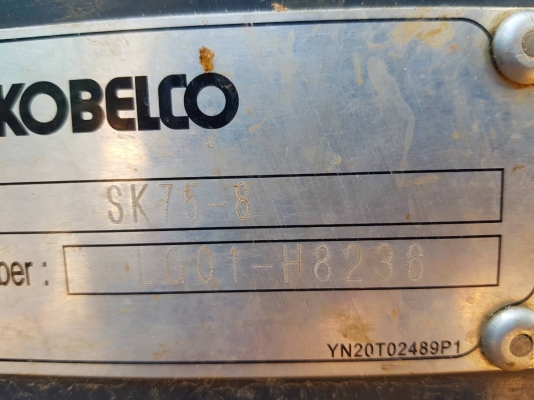 KOBELCO
SK75-8
ber :
LG01-H8236
YN20T02489P1